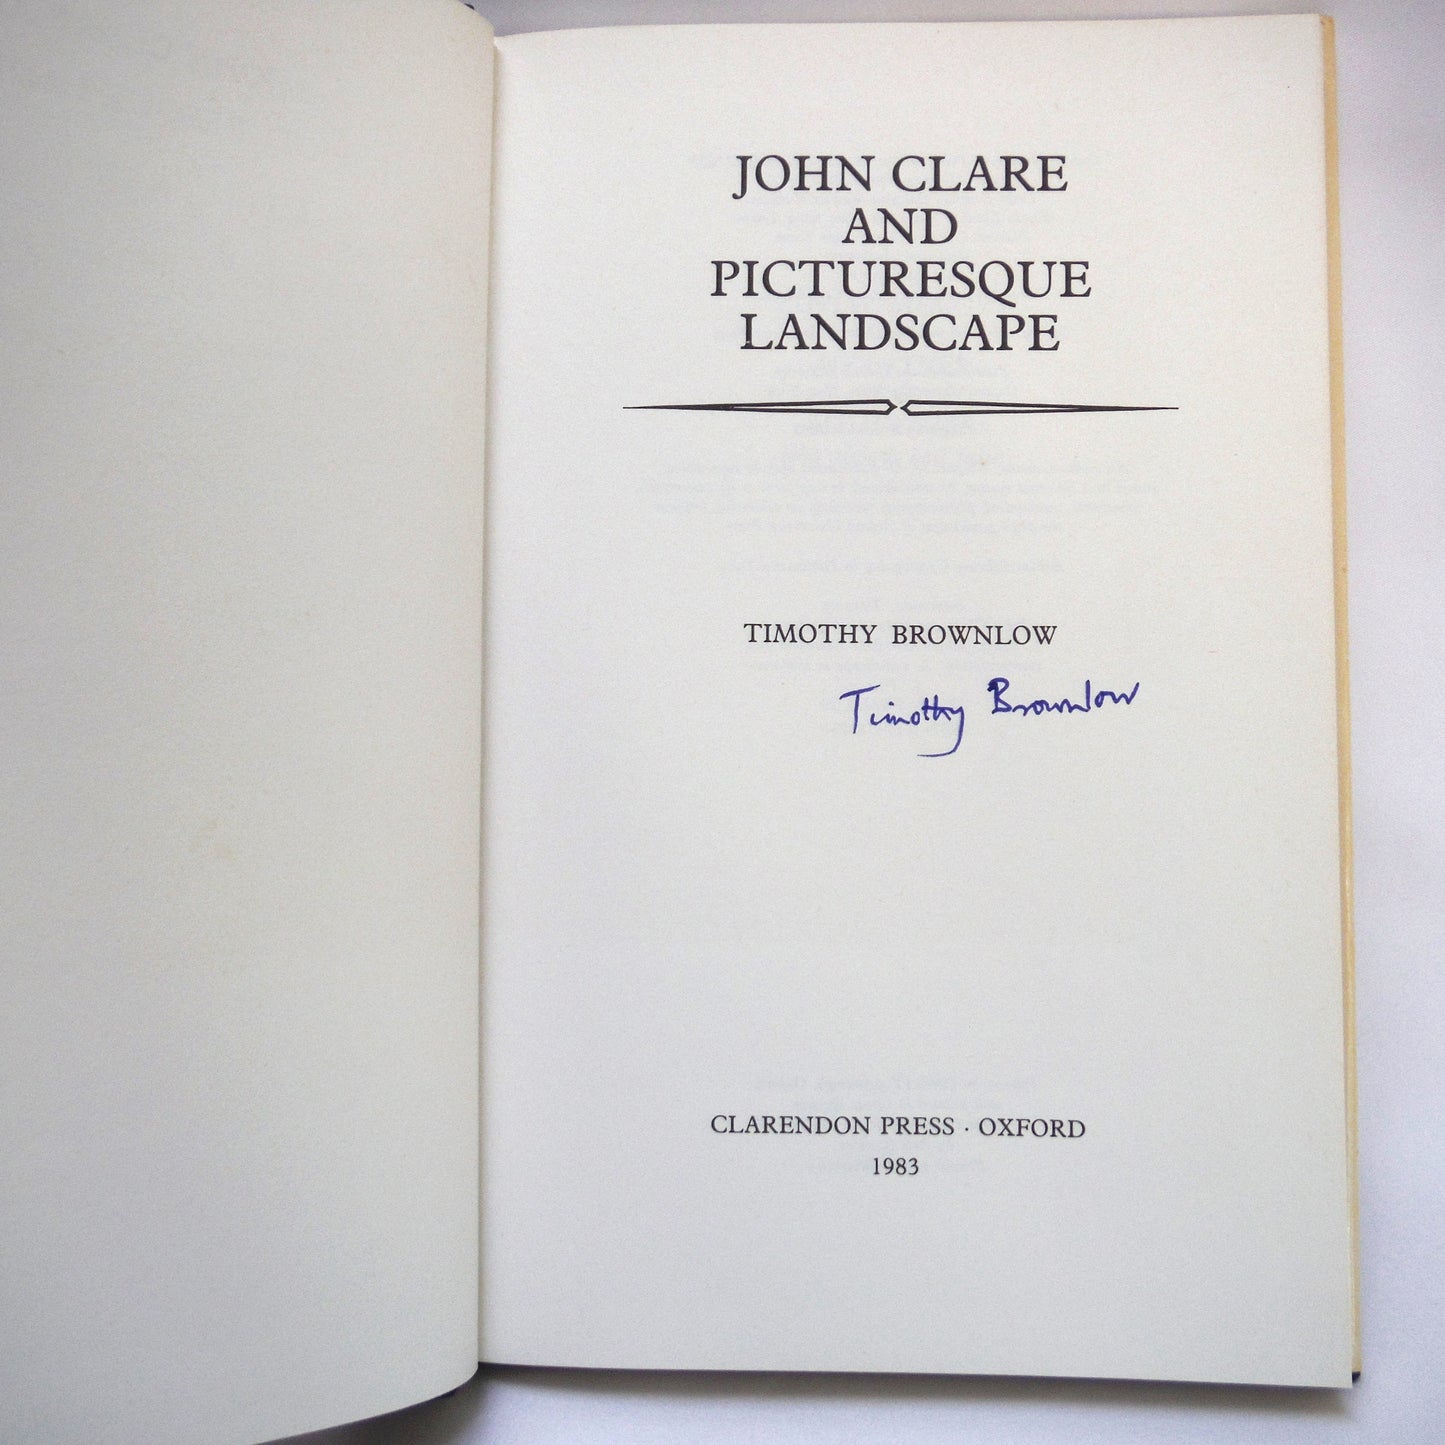 JOHN CLARE
AND
PICTURESQUE
LANDSCAPE
TIMOTHY BROWNLOW
Timothy Brownlow
CLARENDON PRESS · OXFORD
1983